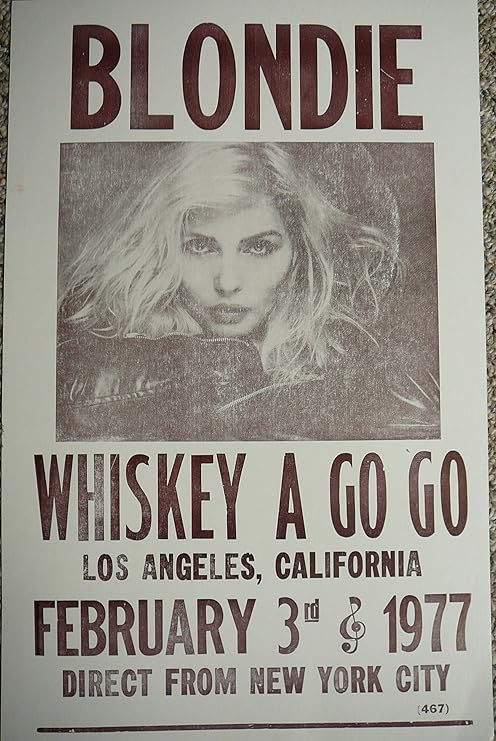 BLONDIE
WHISKEY A GO GO
LOS ANGELES, CALIFORNIA
FEBRUARY 3rd 1977
DIRECT FROM NEW YORK CITY
(467)